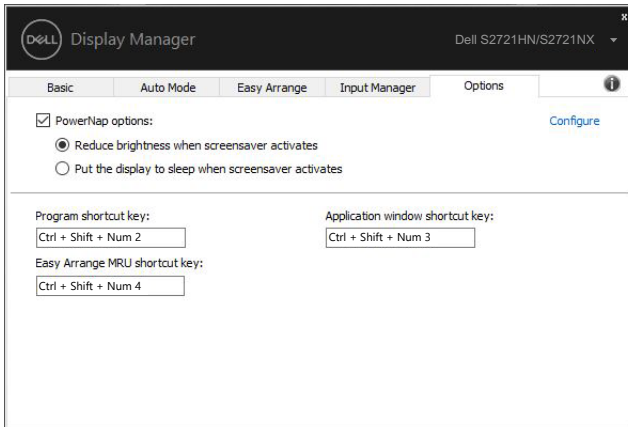 x
DELL Display Manager
Dell S2721HN/S2721NX
Basic Auto Mode Easy Arrange Input Manager Options i
PowerNap options: Configure
Reduce brightness when screensaver activates
Put the display to sleep when screensaver activates
Program shortcut key: Application window shortcut key:
Ctrl + Shift + Num 2 Ctrl + Shift + Num 3
Easy Arrange MRU shortcut key:
Ctrl + Shift + Num 4